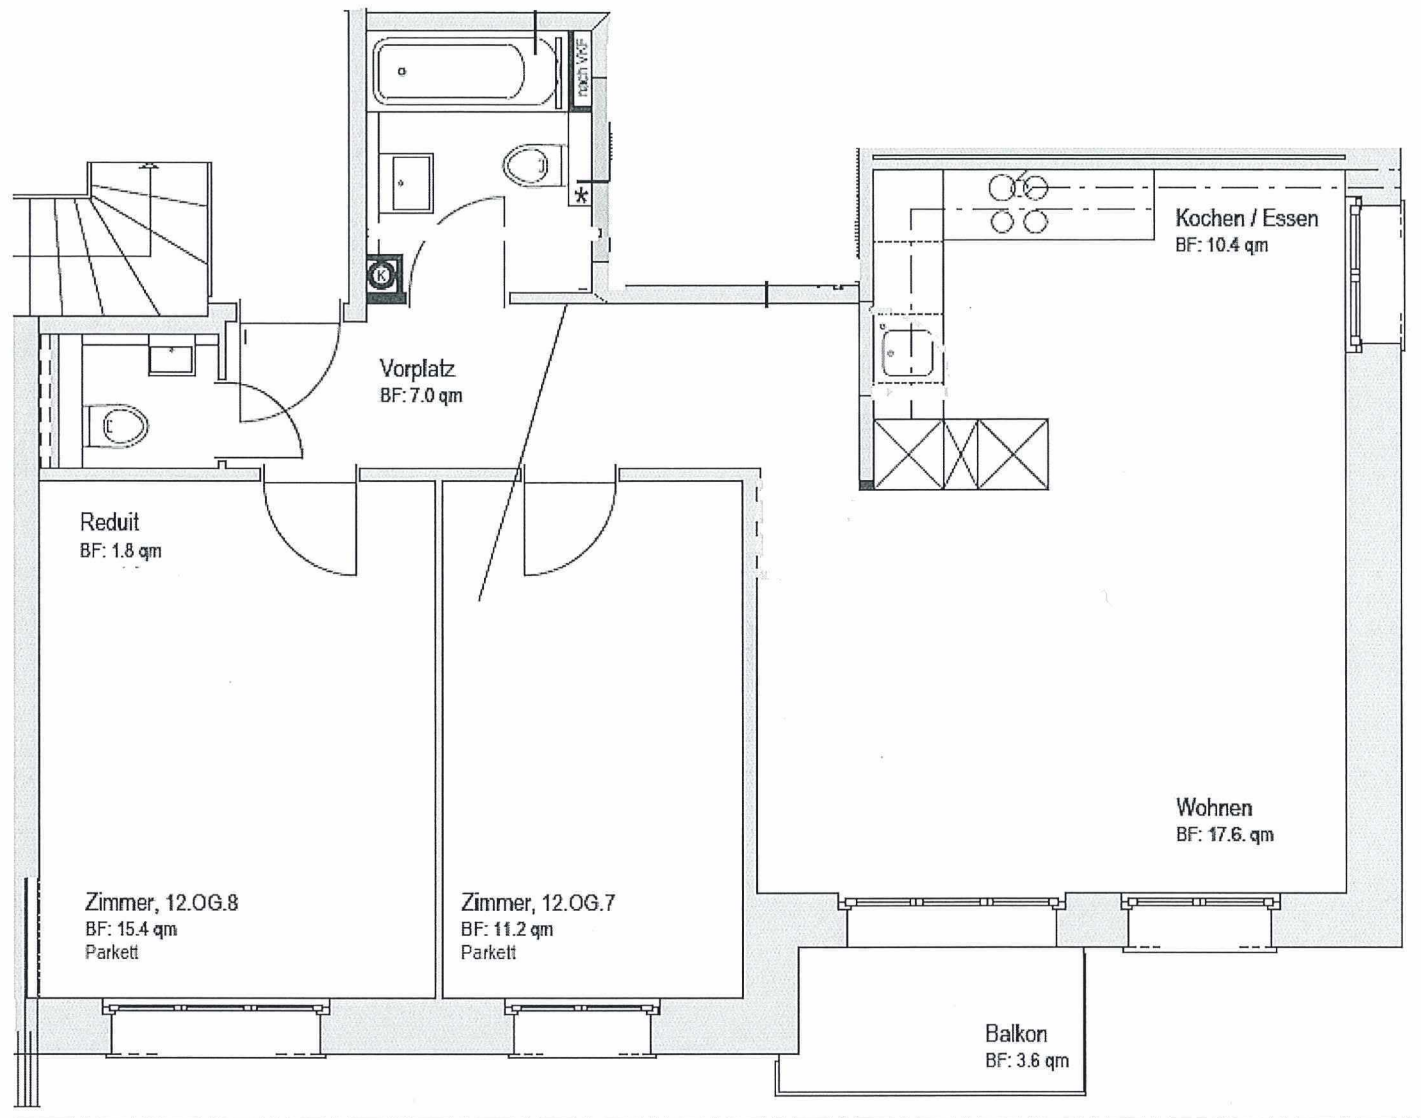 nach VKF
*
K
Kochen / Essen
BF: 10.4 qm
Vorplatz
BF: 7.0 qm
Reduit
BF: 1.8 qm
Wohnen
BF: 17.6. qm
Zimmer, 12.OG.8
BF: 15.4 qm
Parkett
Zimmer, 12.OG.7
BF: 11.2 qm
Parkett
Balkon
BF: 3.6 qm